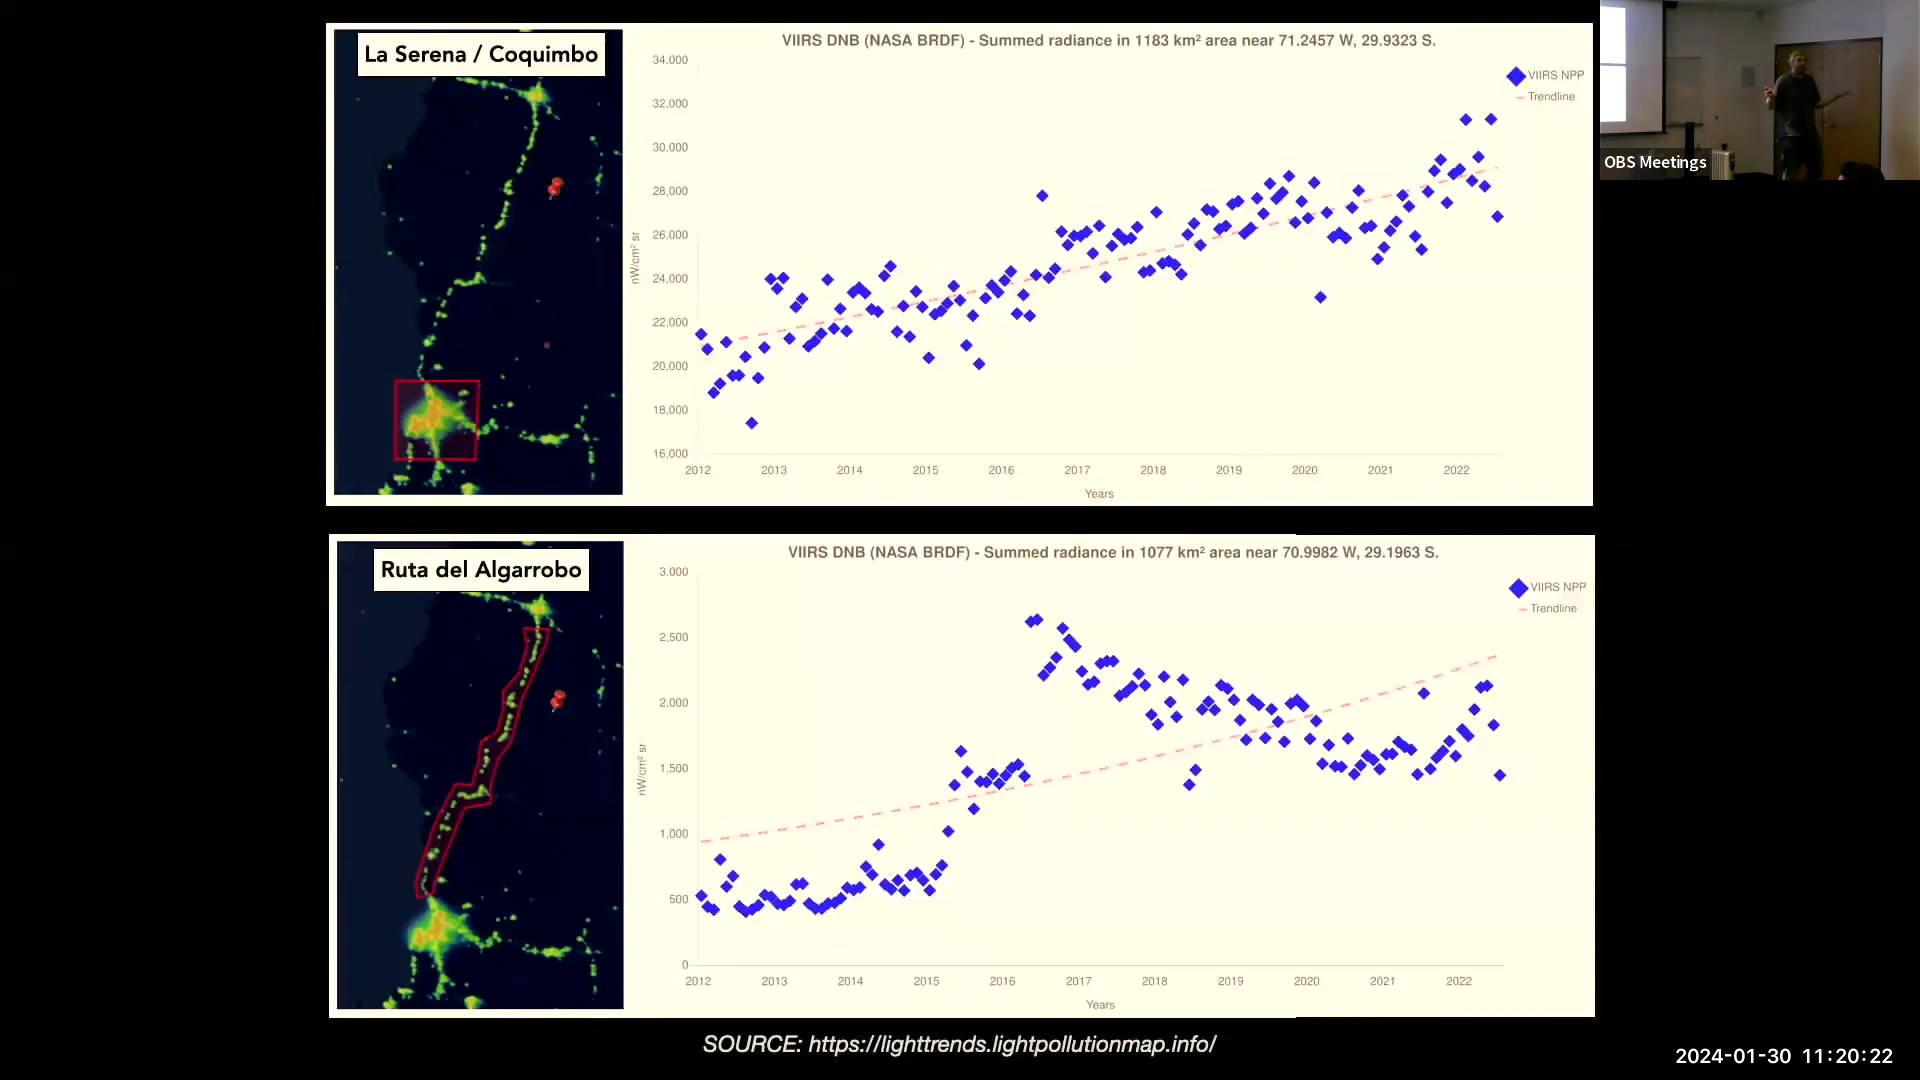 La Serena / Coquimbo
VIIRS DNB (NASA BRDF) - Summed radiance in 1183 km² area near 71.2457 W, 29.9323 S.
34,000
32,000
30,000
28,000
26,000
24,000
22,000
20,000
18,000
16,000
nW/cm² sr
2012 2013 2014 2015 2016 2017 2018 2019 2020 2021 2022
Years
VIIRS NPP
Trendline
OBS Meetings
Ruta del Algarrobo
VIIRS DNB (NASA BRDF) - Summed radiance in 1077 km² area near 70.9982 W, 29.1963 S.
3,000
2,500
2,000
1,500
1,000
500
0
nW/cm² sr
2012 2013 2014 2015 2016 2017 2018 2019 2020 2021 2022
Years
VIIRS NPP
Trendline
SOURCE: https://lighttrends.lightpollutionmap.info/
2024-01-30 11:20:22